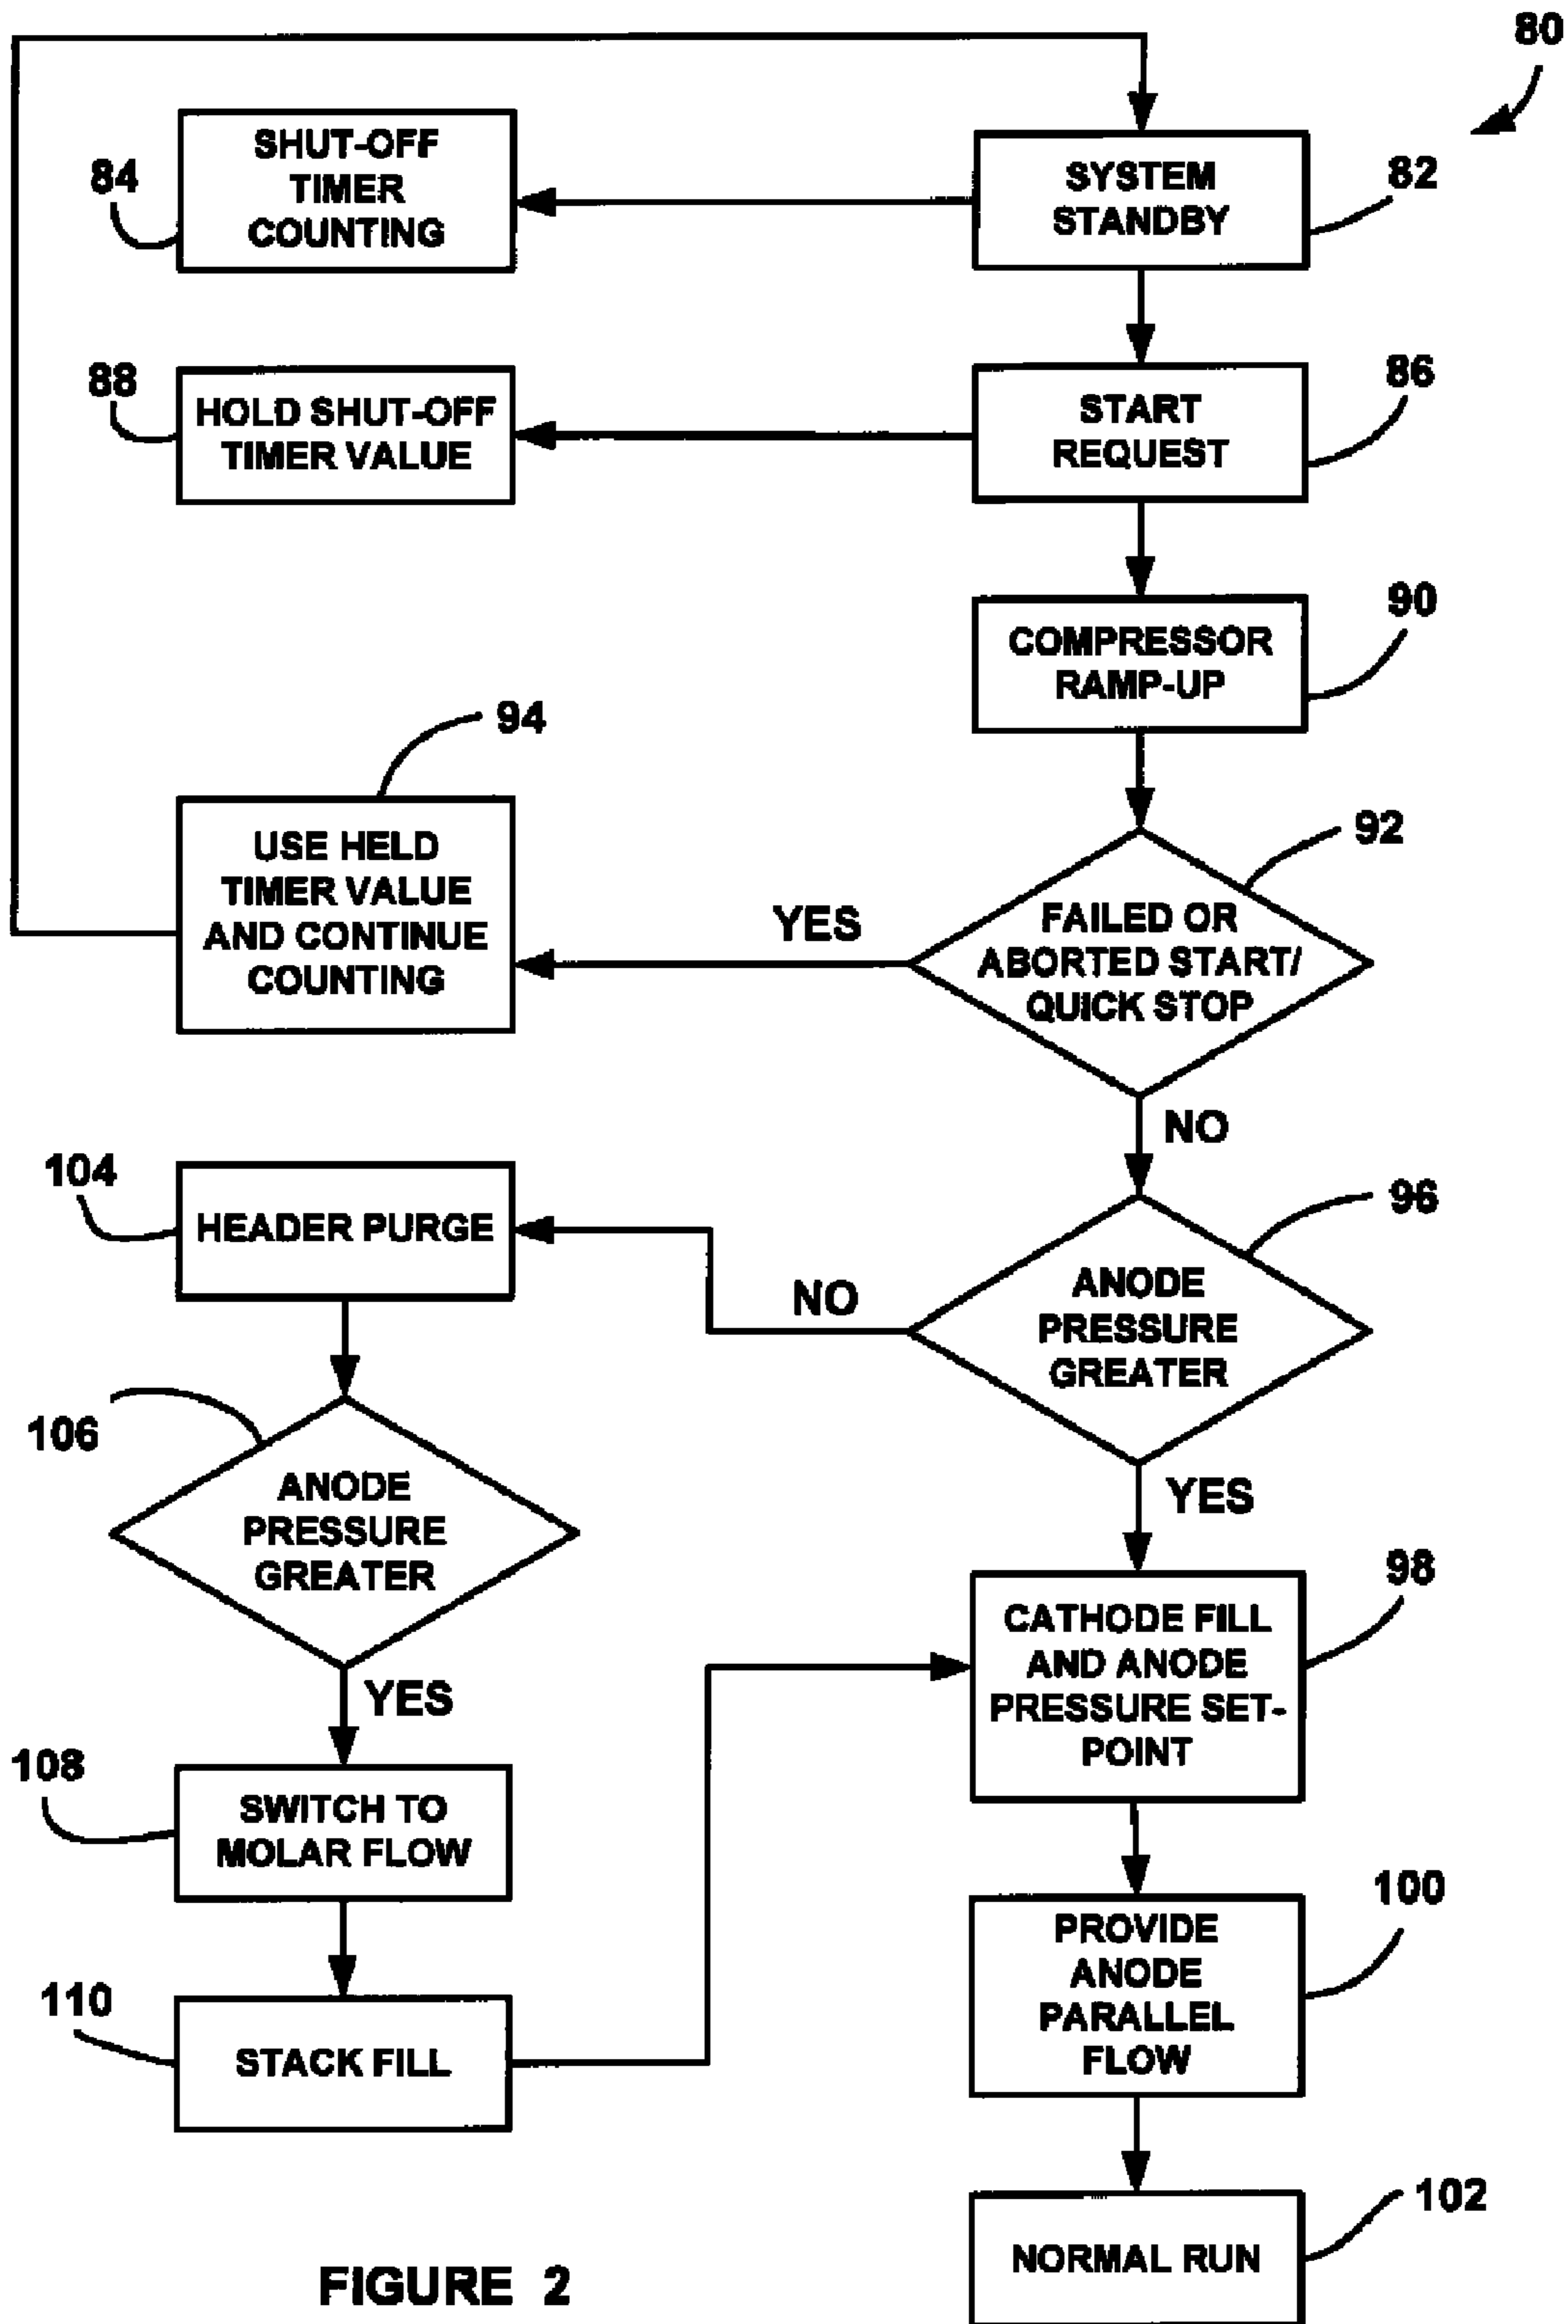 80
SHUT-OFF
TIMER
COUNTING
84
SYSTEM
STANDBY
82
88
HOLD SHUT-OFF
TIMER VALUE
START
REQUEST
86
COMPRESSOR
RAMP-UP
90
94
USE HELD
TIMER VALUE
AND CONTINUE
COUNTING
YES
FAILED OR
ABORTED START/
QUICK STOP
92
NO
104
HEADER PURGE
NO
ANODE
PRESSURE
GREATER
96
YES
106
ANODE
PRESSURE
GREATER
YES
CATHODE FILL
AND ANODE
PRESSURE SET-
POINT
98
108
SWITCH TO
MOLAR FLOW
PROVIDE
ANODE
PARALLEL
FLOW
100
110
STACK FILL
NORMAL RUN
102
FIGURE 2